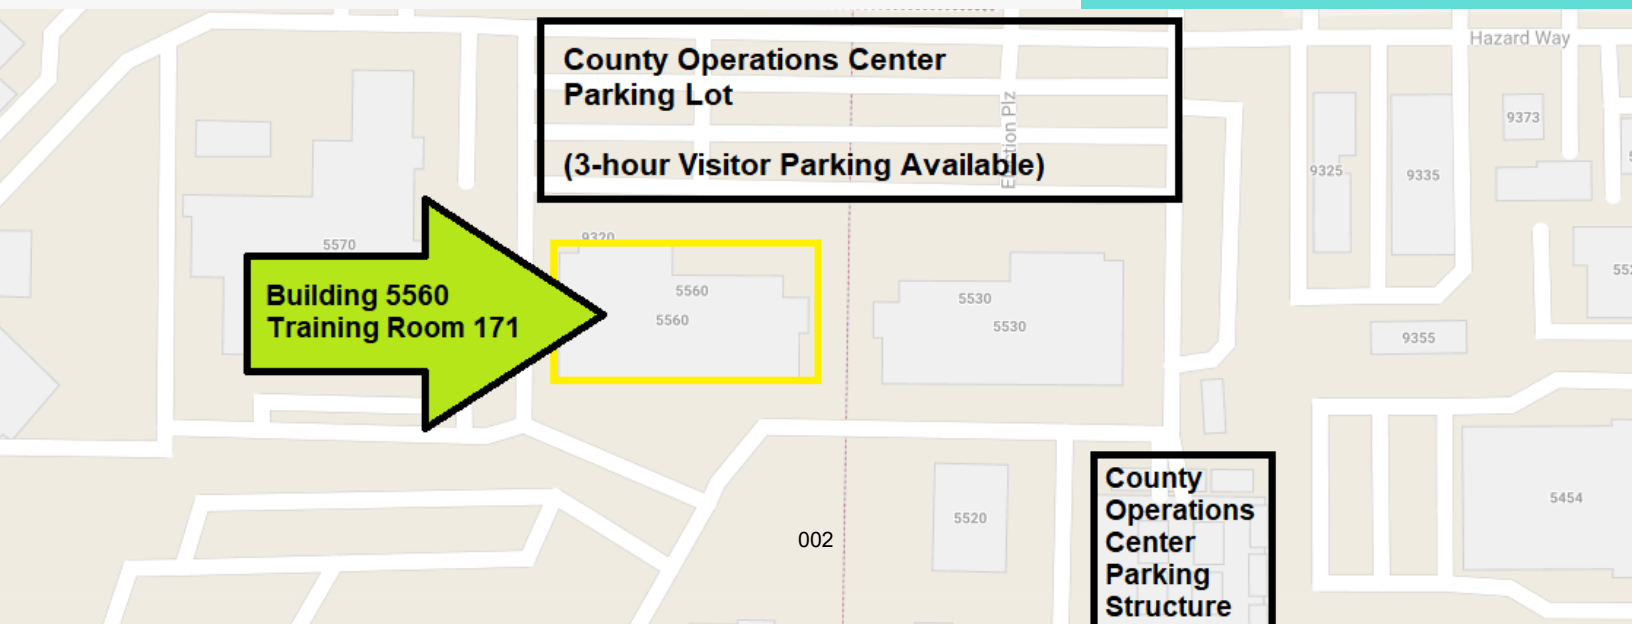 Hazard Way
County Operations Center
Parking Lot
(3-hour Visitor Parking Available)
9373
9325
9335
5570
9320
Building 5560
Training Room 171
5560
5560
5530
5530
9355
County
Operations
Center
Parking
Structure
5454
5520
002